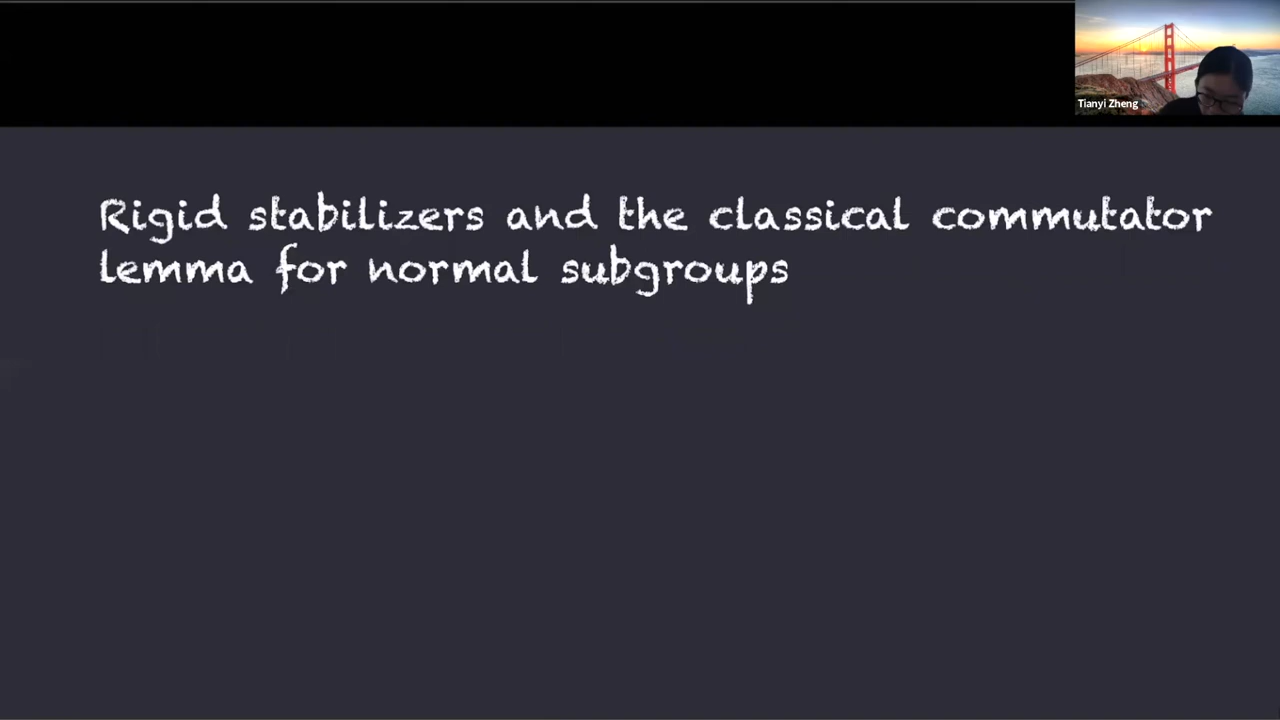 Tianyi Zheng
Rigid stabilizers and the classical commutator
lemma for normal subgroups